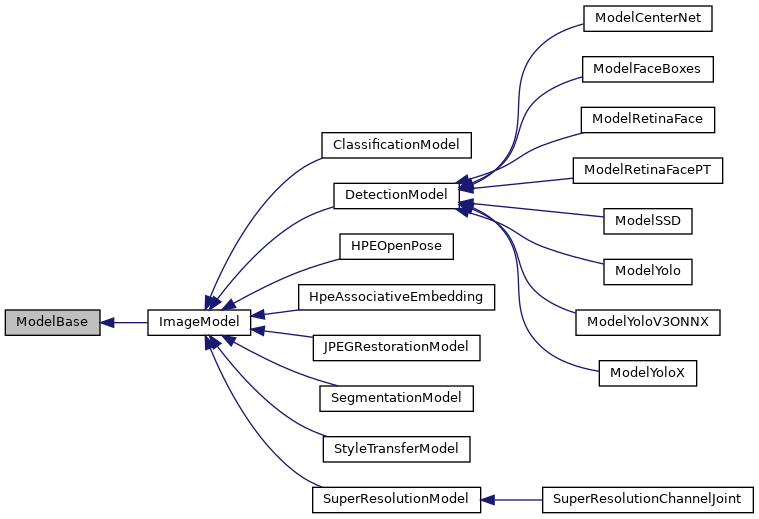 ModelBase
ImageModel
ClassificationModel
DetectionModel
HPEOpenPose
HpeAssociativeEmbedding
JPEGRestorationModel
SegmentationModel
StyleTransferModel
SuperResolutionModel
ModelCenterNet
ModelFaceBoxes
ModelRetinaFace
ModelRetinaFacePT
ModelSSD
ModelYolo
ModelYoloV3ONNX
ModelYoloX
SuperResolutionChannelJoint